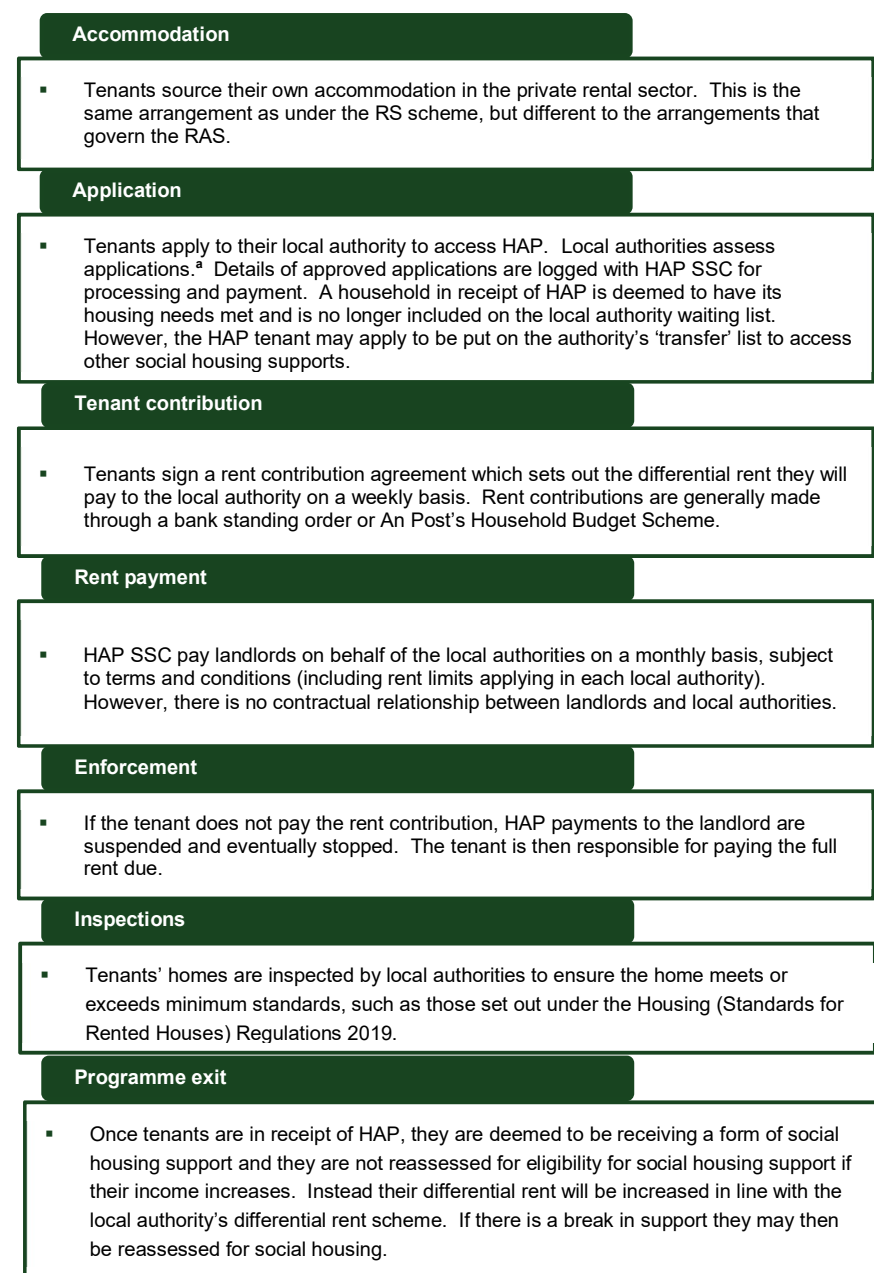 Accommodation
▪ Tenants source their own accommodation in the private rental sector. This is the
same arrangement as under the RS scheme, but different to the arrangements that
govern the RAS.
Application
▪ Tenants apply to their local authority to access HAP. Local authorities assess
applications.ª Details of approved applications are logged with HAP SSC for
processing and payment. A household in receipt of HAP is deemed to have its
housing needs met and is no longer included on the local authority waiting list.
However, the HAP tenant may apply to be put on the authority’s ‘transfer’ list to access
other social housing supports.
Tenant contribution
▪ Tenants sign a rent contribution agreement which sets out the differential rent they will
pay to the local authority on a weekly basis. Rent contributions are generally made
through a bank standing order or An Post’s Household Budget Scheme.
Rent payment
▪ HAP SSC pay landlords on behalf of the local authorities on a monthly basis, subject
to terms and conditions (including rent limits applying in each local authority).
However, there is no contractual relationship between landlords and local authorities.
Enforcement
▪ If the tenant does not pay the rent contribution, HAP payments to the landlord are
suspended and eventually stopped. The tenant is then responsible for paying the full
rent due.
Inspections
▪ Tenants’ homes are inspected by local authorities to ensure the home meets or
exceeds minimum standards, such as those set out under the Housing (Standards for
Rented Houses) Regulations 2019.
Programme exit
▪ Once tenants are in receipt of HAP, they are deemed to be receiving a form of social
housing support and they are not reassessed for eligibility for social housing support if
their income increases. Instead their differential rent will be increased in line with the
local authority’s differential rent scheme. If there is a break in support they may then
be reassessed for social housing.